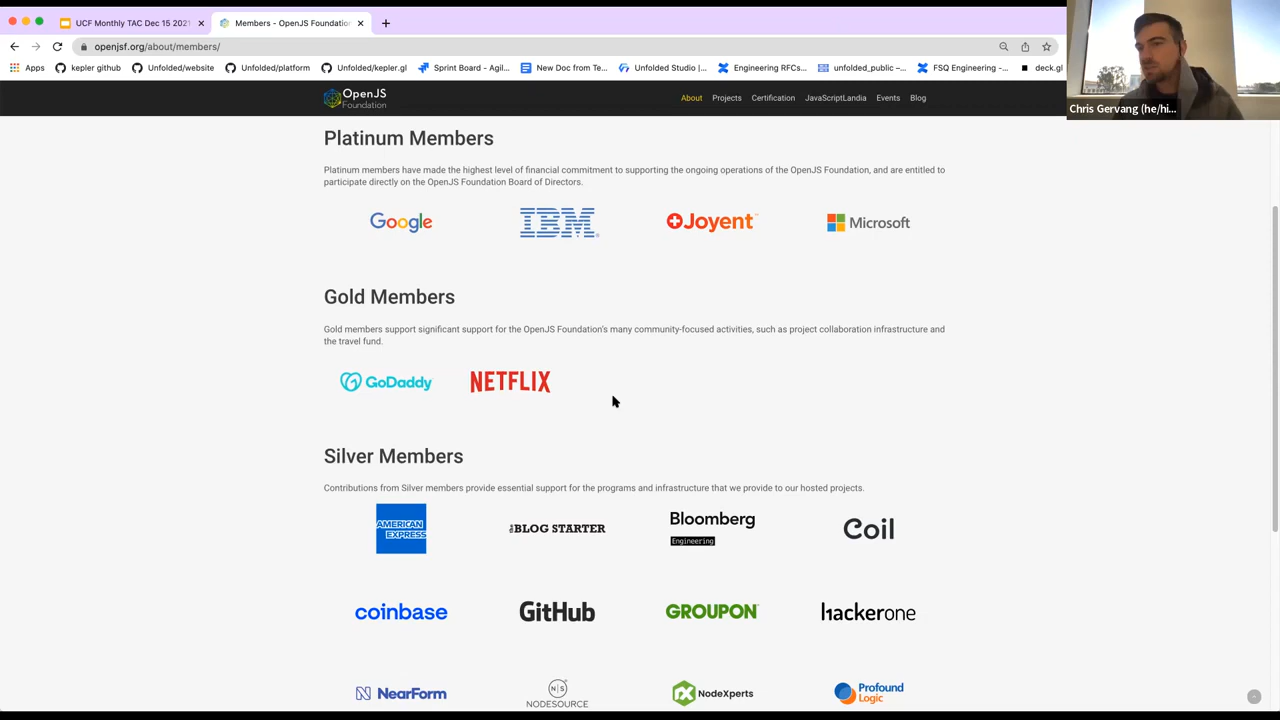 UCF Monthly TAC Dec 15 2021
Members - OpenJS Foundation
openjsf.org/about/members/
Apps
kepler github
Unfolded/website
Unfolded/platform
Unfolded/kepler.gl
Sprint Board - Agil...
New Doc from Te...
Unfolded Studio |...
Engineering RFCs...
unfolded_public –...
FSQ Engineering -...
deck.gl
Chris Gervang (he/hi...
OpenJS
Foundation
About
Projects
Certification
JavaScriptLandia
Events
Blog
Platinum Members
Platinum members have made the highest level of financial commitment to supporting the ongoing operations of the OpenJS Foundation, and are entitled to
participate directly on the OpenJS Foundation Board of Directors.
Google
IBM
Joyent
Microsoft
Gold Members
Gold members support significant support for the OpenJS Foundation's many community-focused activities, such as project collaboration infrastructure and
the travel fund.
GoDaddy
NETFLIX
Silver Members
Contributions from Silver members provide essential support for the programs and infrastructure that we provide to our hosted projects.
AMERICAN
EXPRESS
BLOG STARTER
Bloomberg
Engineering
Coil
coinbase
GitHub
GROUPON
hackerone
NearForm
N|S
NODESOURCE
NodeXperts
Profound
Logic